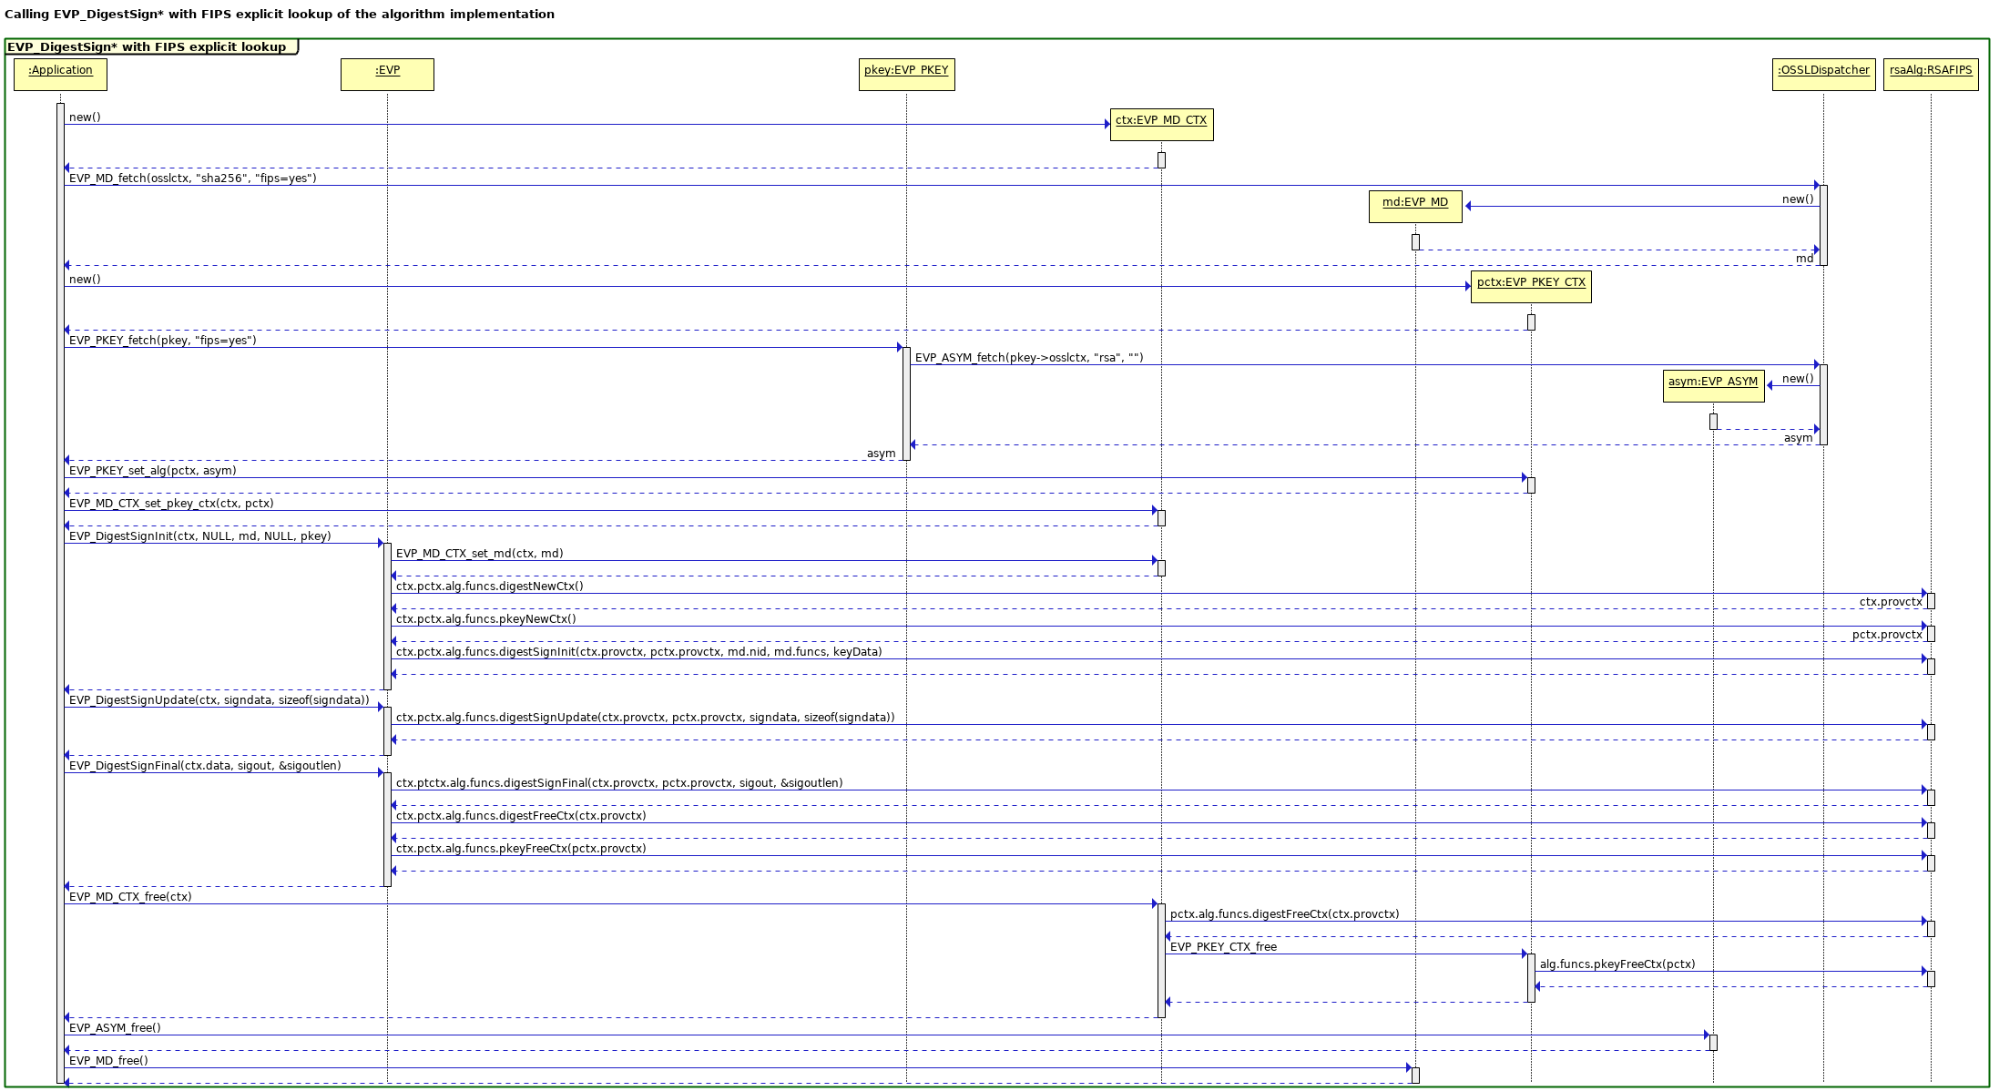 Calling EVP_DigestSign* with FIPS explicit lookup of the algorithm implementation
EVP_DigestSign* with FIPS explicit lookup
:Application
:EVP
pkey:EVP_PKEY
:OSSLDispatcher
rsaAlg:RSAFIPS
new()
ctx:EVP_MD_CTX
EVP_MD_fetch(osslctx, "sha256", "fips=yes")
md:EVP_MD
new()
md
new()
pctx:EVP_PKEY_CTX
EVP_PKEY_fetch(pkey, "fips=yes")
EVP_ASYM_fetch(pkey->osslctx, "rsa", "")
asym:EVP_ASYM
new()
asym
asym
EVP_PKEY_set_alg(pctx, asym)
EVP_MD_CTX_set_pkey_ctx(ctx, pctx)
EVP_DigestSignInit(ctx, NULL, md, NULL, pkey)
EVP_MD_CTX_set_md(ctx, md)
ctx.pctx.alg.funcs.digestNewCtx()
ctx.provctx
ctx.pctx.alg.funcs.pkeyNewCtx()
pctx.provctx
ctx.pctx.alg.funcs.digestSignInit(ctx.provctx, pctx.provctx, md.nid, md.funcs, keyData)
EVP_DigestSignUpdate(ctx, signdata, sizeof(signdata))
ctx.pctx.alg.funcs.digestSignUpdate(ctx.provctx, pctx.provctx, signdata, sizeof(signdata))
EVP_DigestSignFinal(ctx.data, sigout, &sigoutlen)
ctx.ptctx.alg.funcs.digestSignFinal(ctx.provctx, pctx.provctx, sigout, &sigoutlen)
ctx.pctx.alg.funcs.digestFreeCtx(ctx.provctx)
ctx.pctx.alg.funcs.pkeyFreeCtx(pctx.provctx)
EVP_MD_CTX_free(ctx)
pctx.alg.funcs.digestFreeCtx(ctx.provctx)
EVP_PKEY_CTX_free
alg.funcs.pkeyFreeCtx(pctx)
EVP_ASYM_free()
EVP_MD_free()